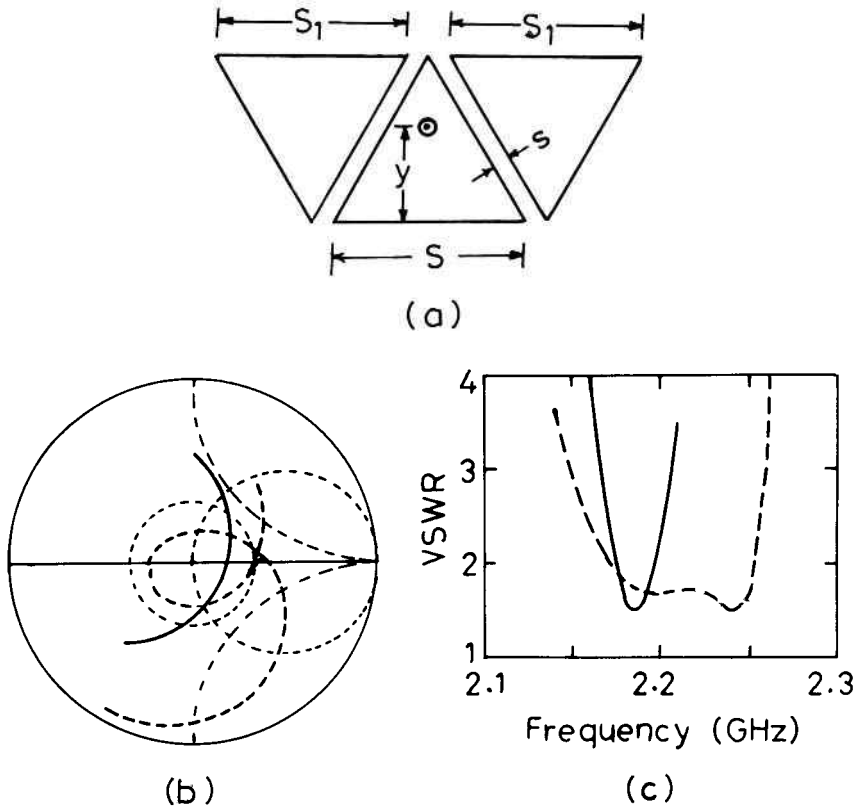 S₁ S₁
s
y
S
(a)
4
3
2
1
VSWR
2.1 2.2 2.3
Frequency (GHz)
(b) (c)